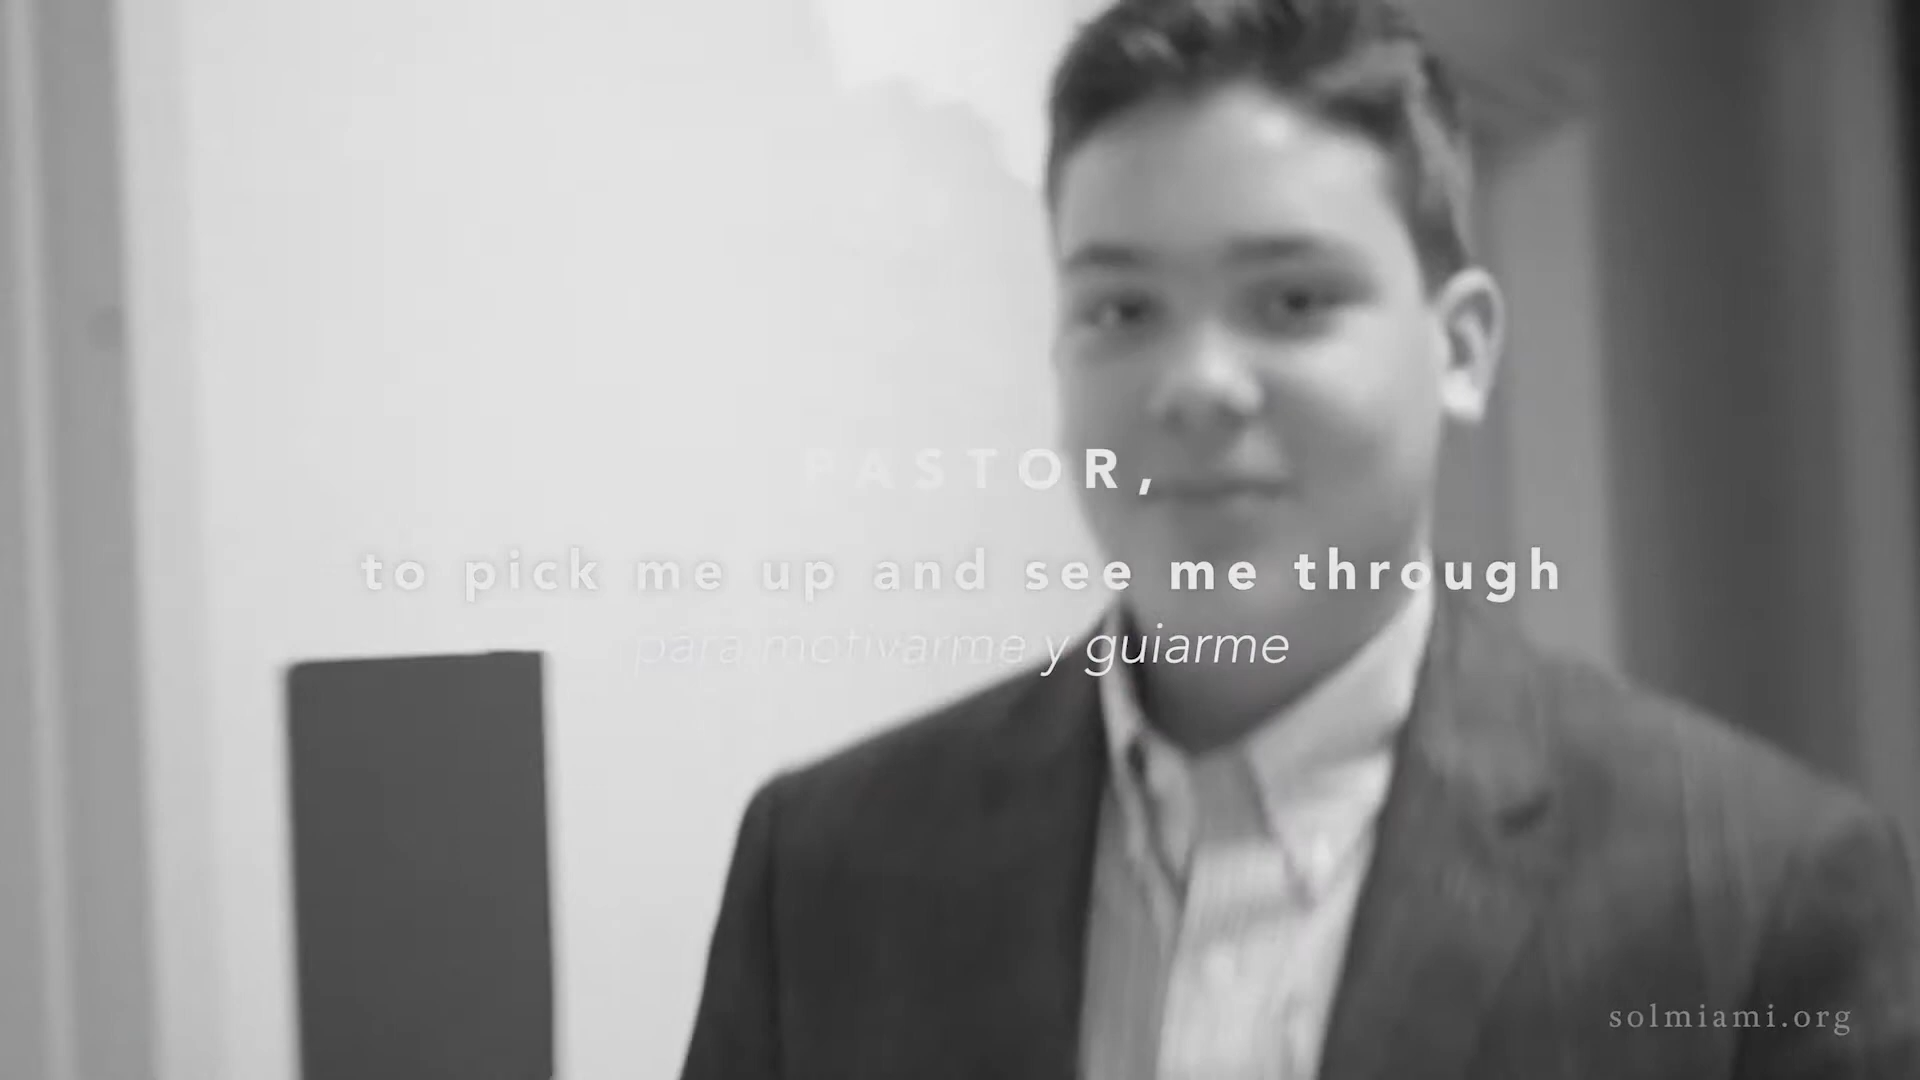 PASTOR,
to pick me up and see me through
para motivarme y guiarme
solmiami.org